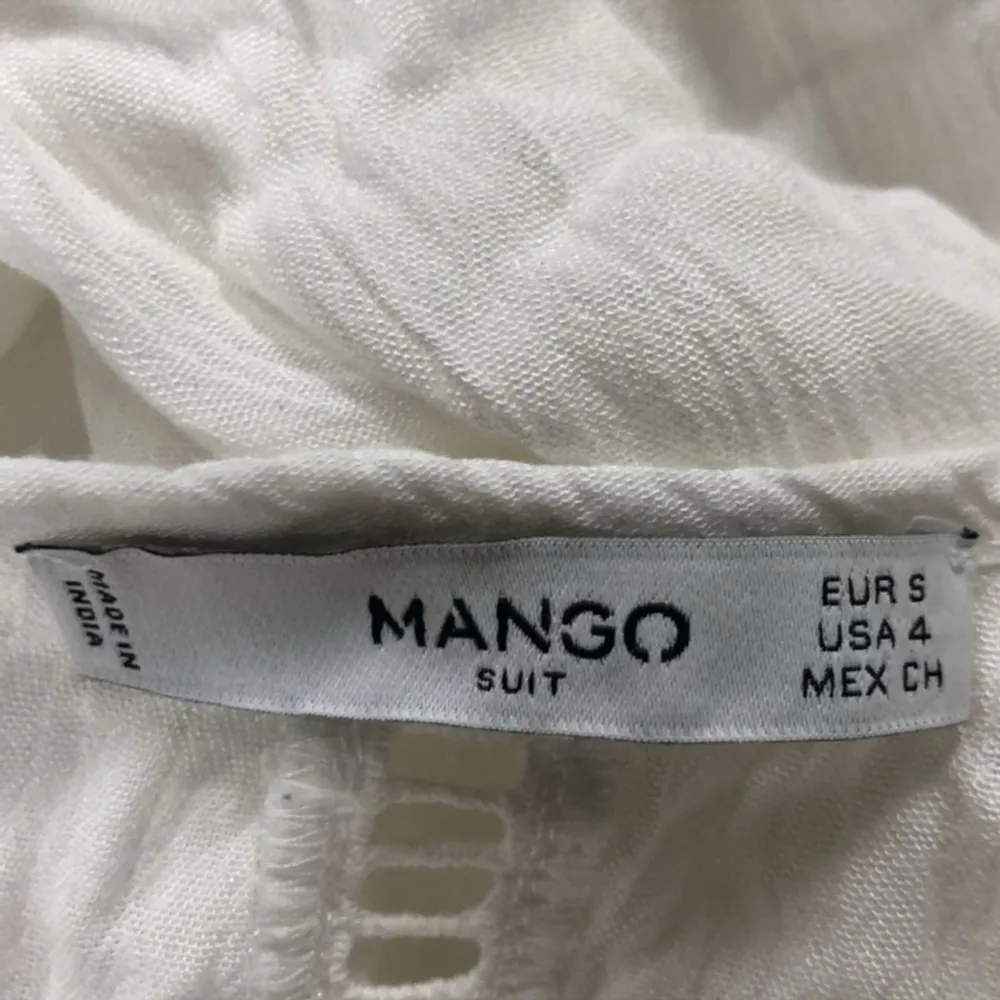 MADE IN
INDIA
MANGO
SUIT
EUR S
USA 4
MEX CH